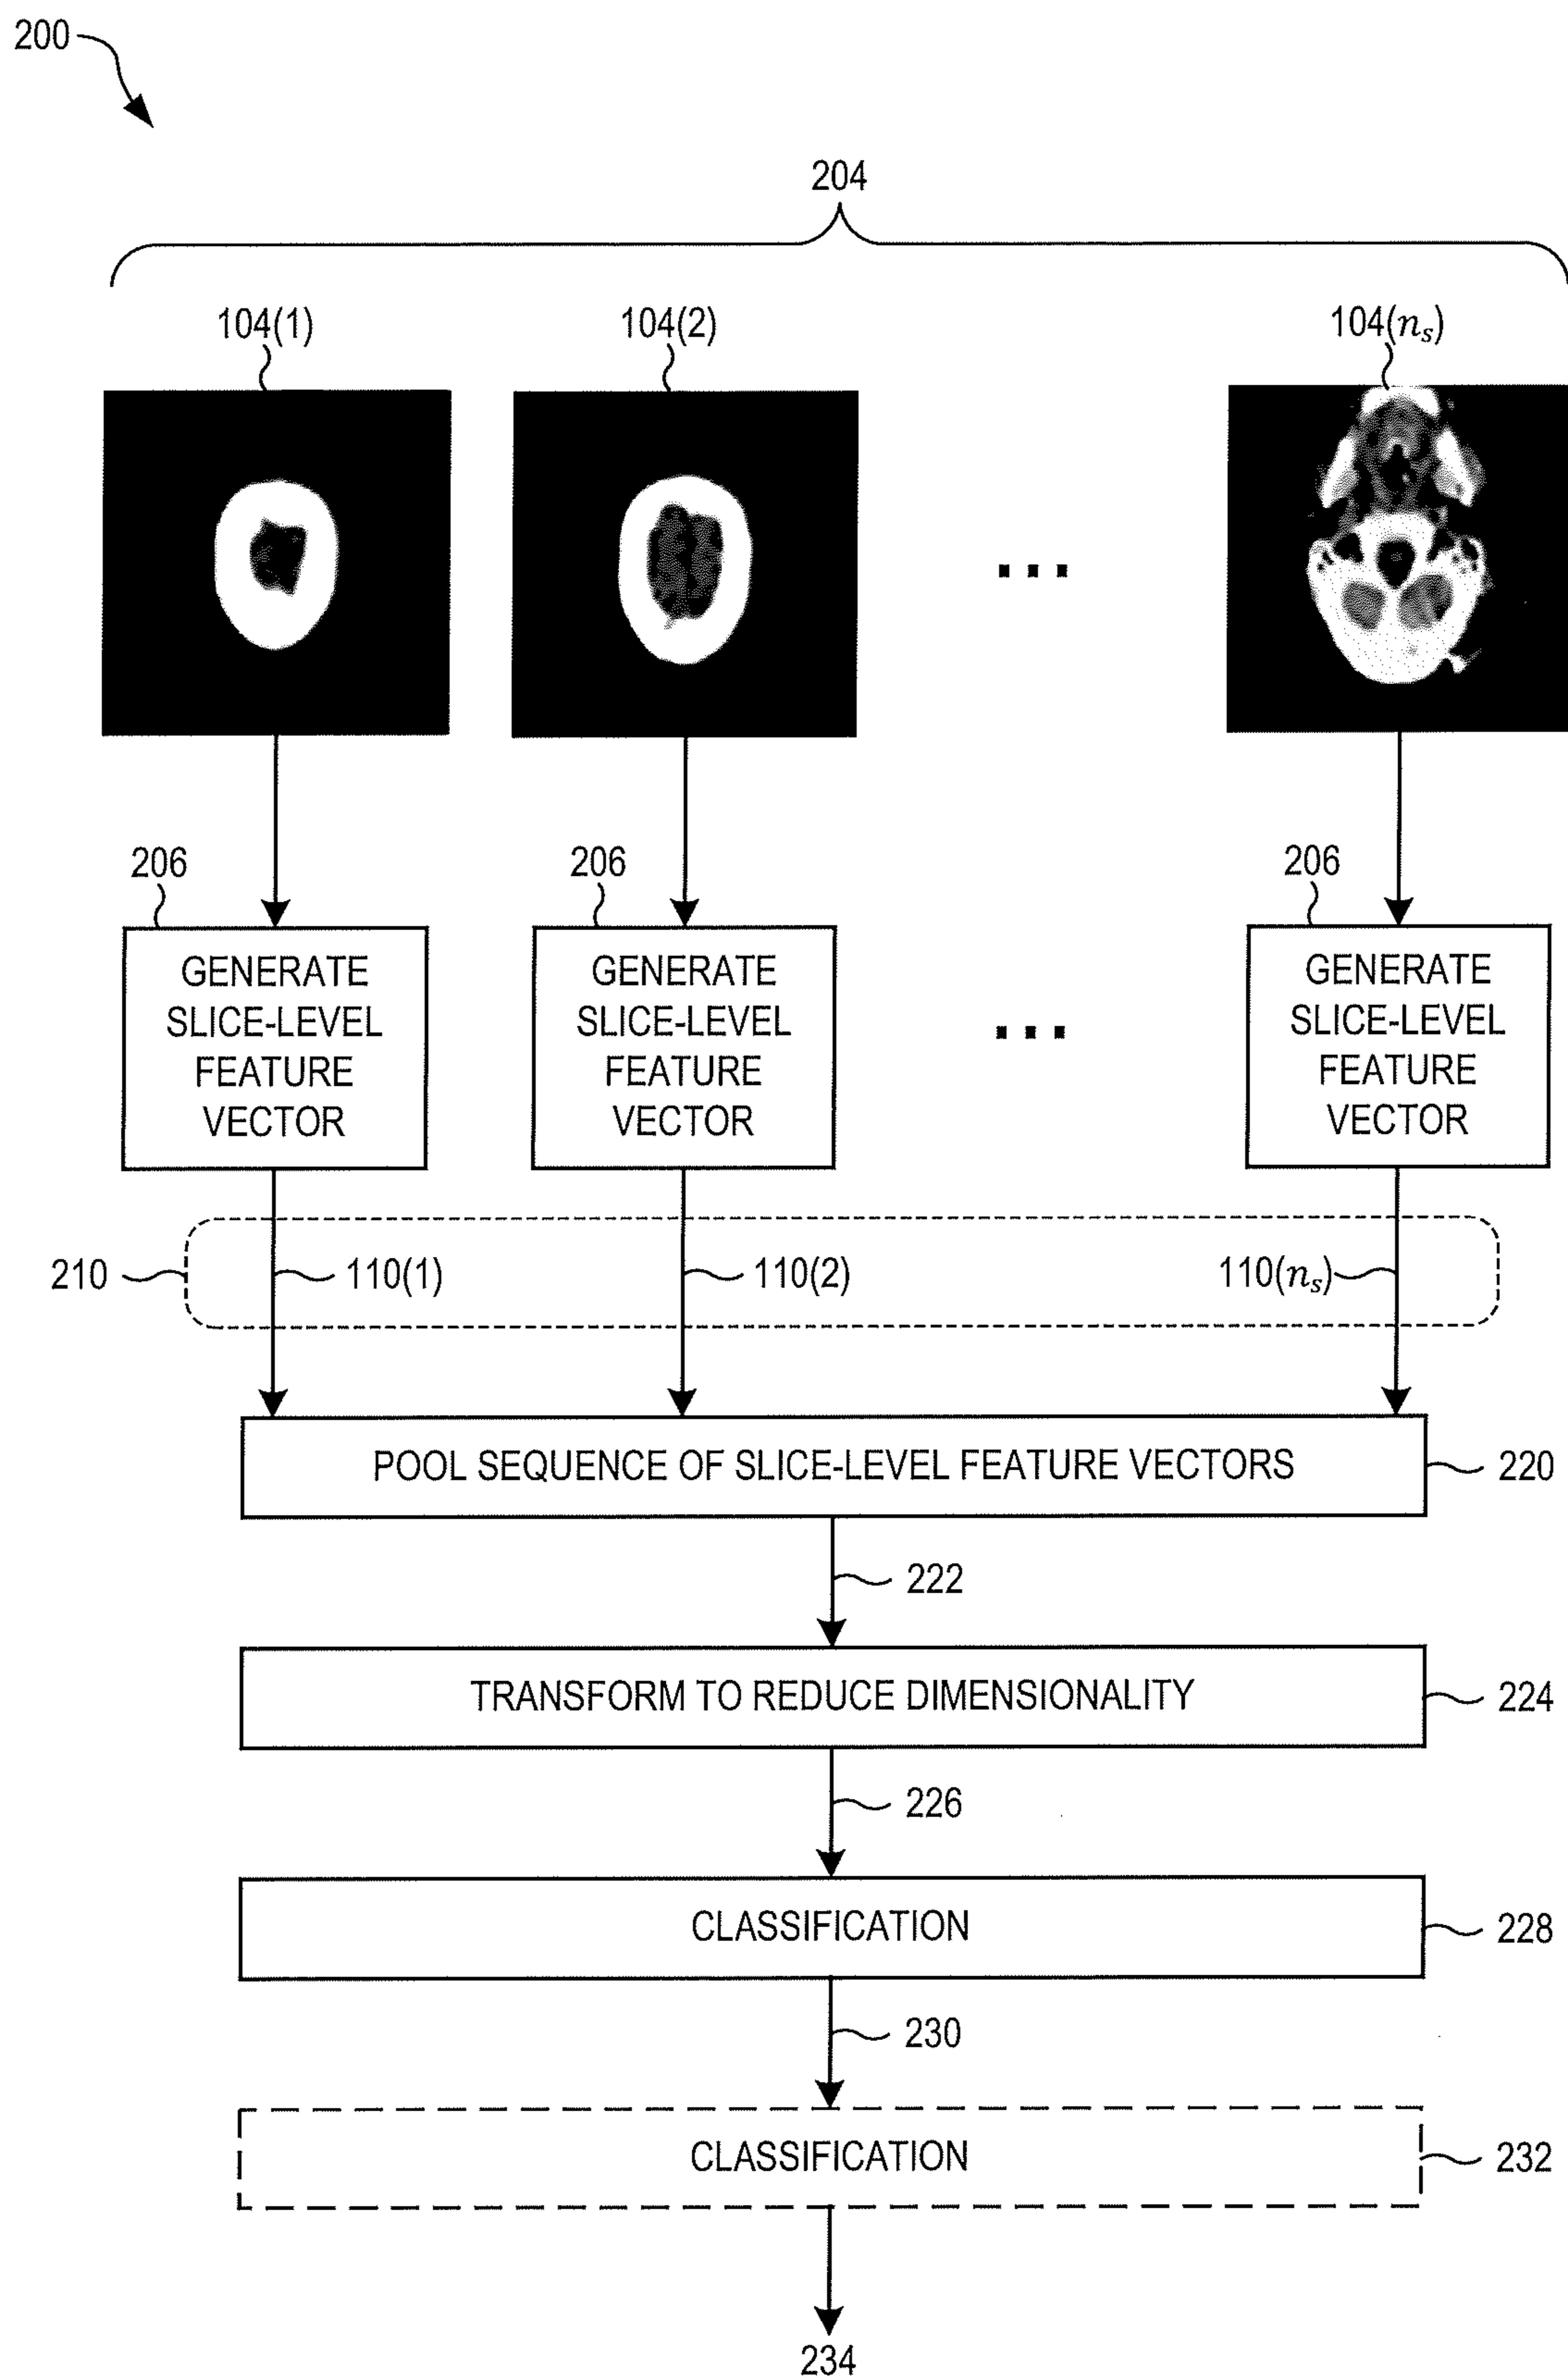 200
204
104(1)
104(2)
104(nₛ)
206
206
206
GENERATE
SLICE-LEVEL
FEATURE
VECTOR
GENERATE
SLICE-LEVEL
FEATURE
VECTOR
...
GENERATE
SLICE-LEVEL
FEATURE
VECTOR
210
110(1)
110(2)
110(nₛ)
POOL SEQUENCE OF SLICE-LEVEL FEATURE VECTORS
220
222
TRANSFORM TO REDUCE DIMENSIONALITY
224
226
CLASSIFICATION
228
230
CLASSIFICATION
232
234